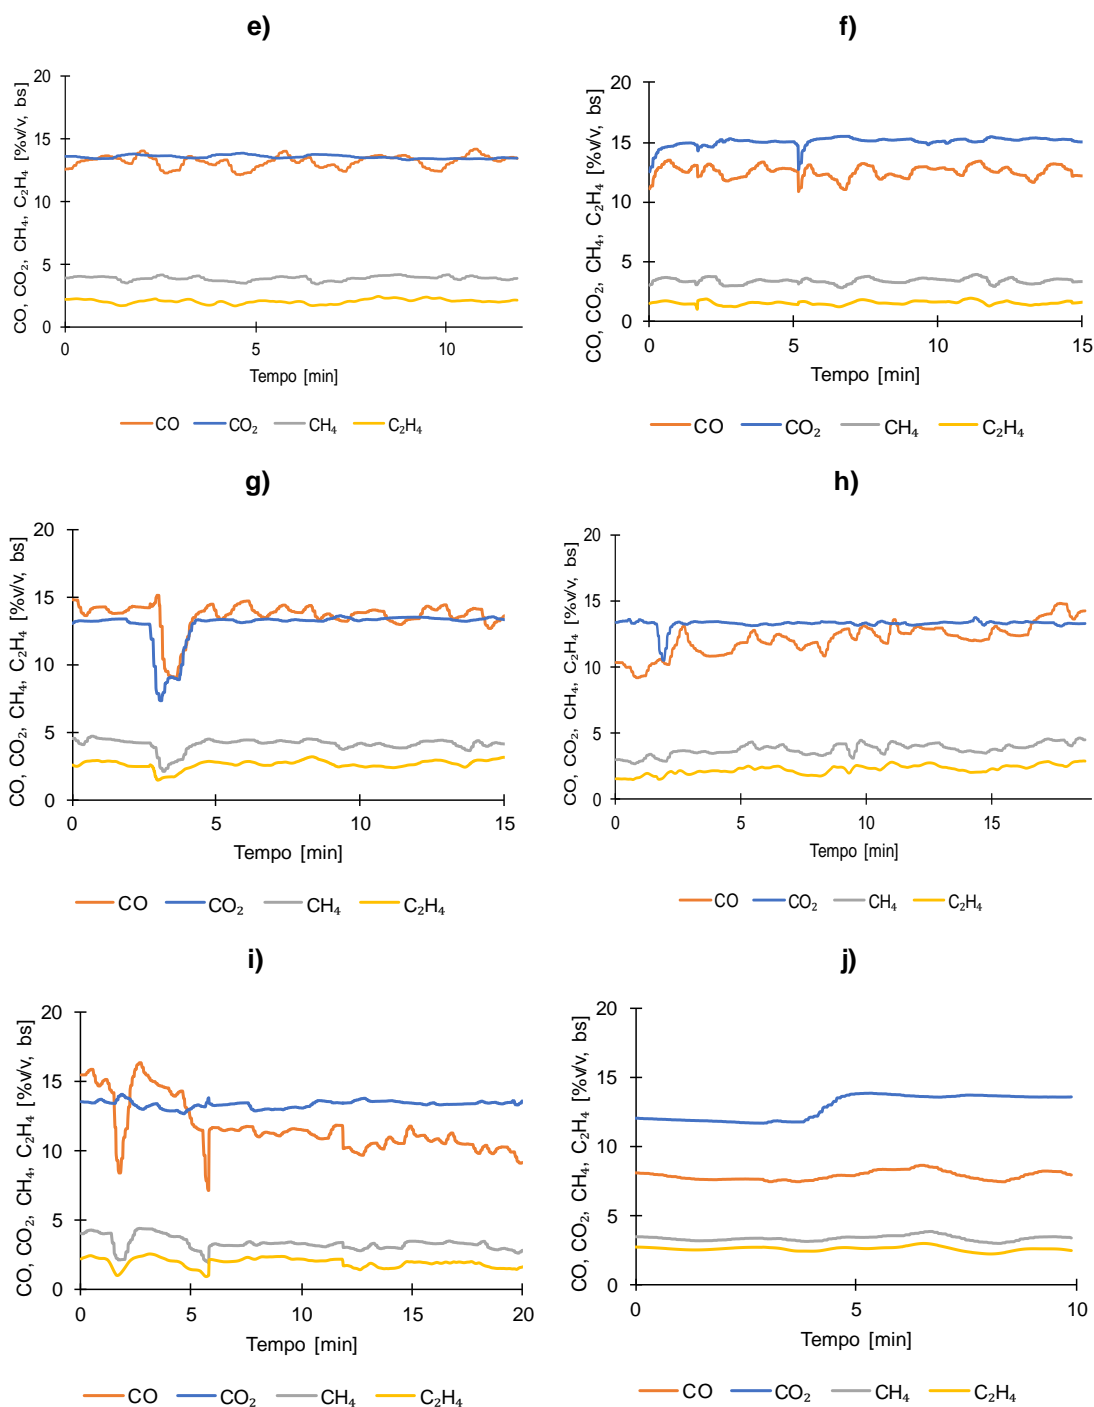 e)
CO, CO₂, CH₄, C₂H₄ [%v/v, bs]
20
15
10
5
0
0 5 10
Tempo [min]
CO CO₂ CH₄ C₂H₄
f)
CO, CO₂, CH₄, C₂H₄ [%v/v, bs]
20
15
10
5
0
0 5 10 15
Tempo [min]
CO CO₂ CH₄ C₂H₄
g)
CO, CO₂, CH₄, C₂H₄ [%v/v, bs]
20
15
10
5
0
0 5 10 15
Tempo [min]
CO CO₂ CH₄ C₂H₄
h)
CO, CO₂, CH₄, C₂H₄ [%v/v, bs]
20
15
10
5
0
0 5 10 15
Tempo [min]
CO CO₂ CH₄ C₂H₄
i)
CO, CO₂, CH₄, C₂H₄ [%v/v, bs]
20
15
10
5
0
0 5 10 15 20
Tempo [min]
CO CO₂ CH₄ C₂H₄
j)
CO, CO₂, CH₄, C₂H₄ [%v/v, bs]
20
15
10
5
0
0 5 10
Tempo [min]
CO CO₂ CH₄ C₂H₄